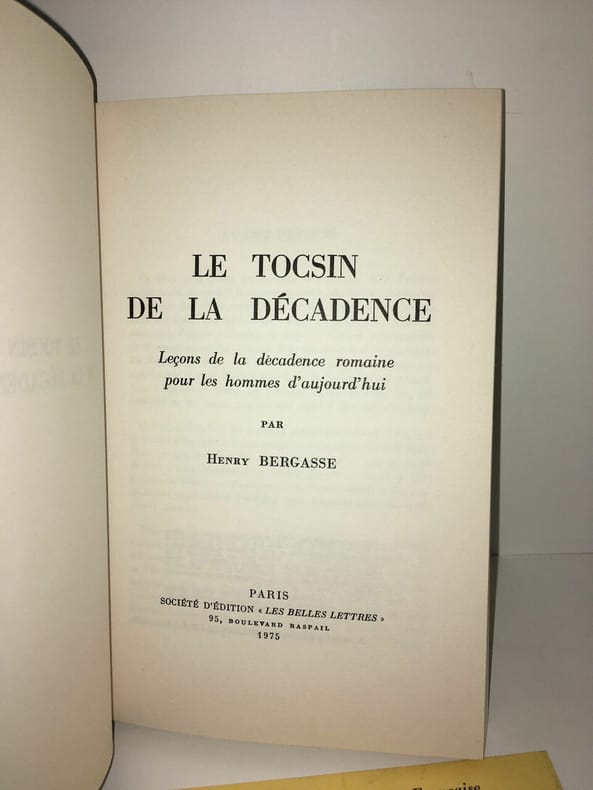 LE TOCSIN
DE LA DÉCADENCE
Leçons de la décadence romaine
pour les hommes d'aujourd'hui
PAR
HENRY BERGASSE
PARIS
SOCIÉTÉ D'ÉDITION « LES BELLES LETTRES »
95, BOULEVARD RASPAIL
1975
Française